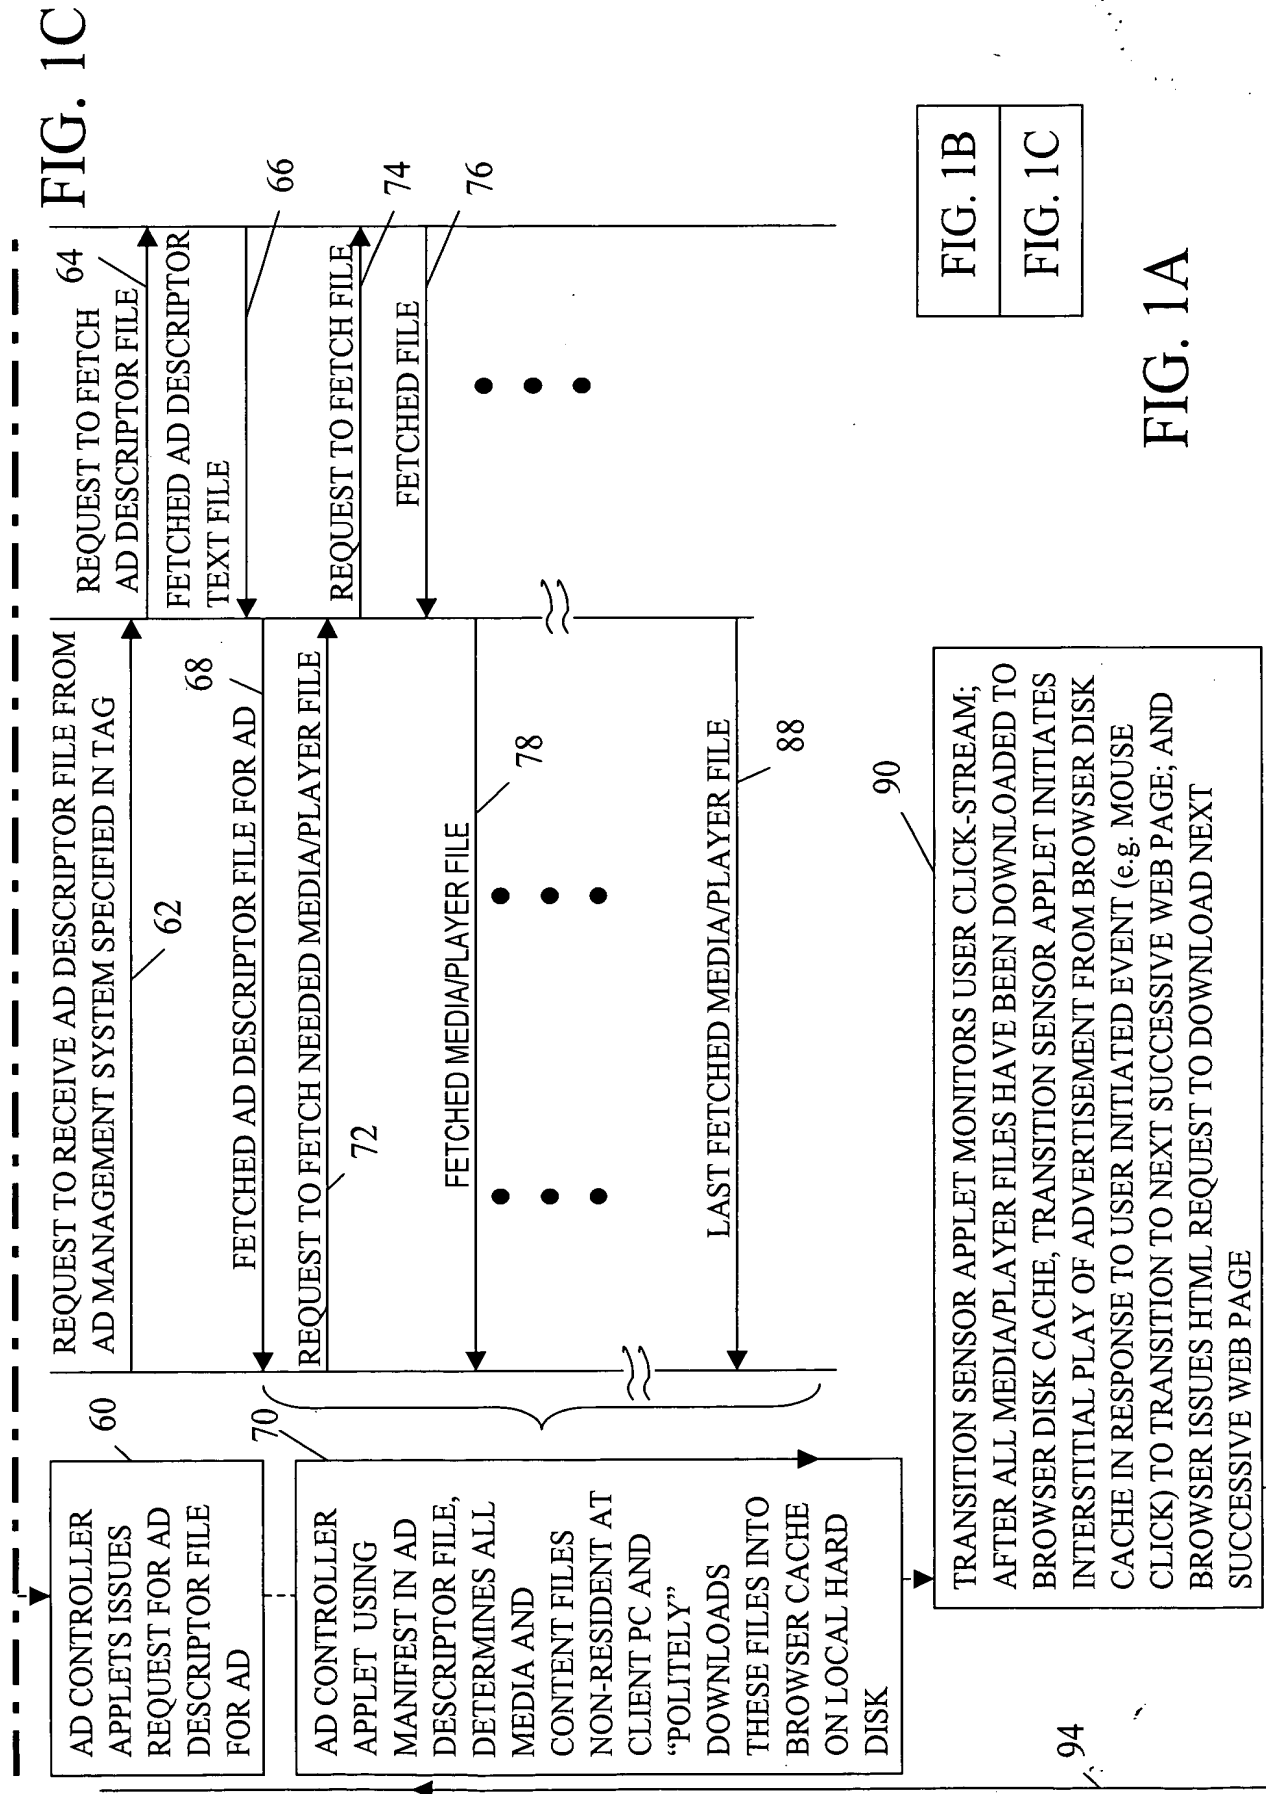 FIG. 1C
AD CONTROLLER
APPLETS ISSUES
REQUEST FOR AD
DESCRIPTOR FILE
FOR AD
60
REQUEST TO RECEIVE AD DESCRIPTOR FILE FROM
AD MANAGEMENT SYSTEM SPECIFIED IN TAG
62
REQUEST TO FETCH
AD DESCRIPTOR FILE
64
FETCHED AD DESCRIPTOR
TEXT FILE
66
FETCHED AD DESCRIPTOR FILE FOR AD
68
70
AD CONTROLLER
APPLET USING
MANIFEST IN AD
DESCRIPTOR FILE,
DETERMINES ALL
MEDIA AND
CONTENT FILES
NON-RESIDENT AT
CLIENT PC AND
“POLITELY”
DOWNLOADS
THESE FILES INTO
BROWSER CACHE
ON LOCAL HARD
DISK
REQUEST TO FETCH NEEDED MEDIA/PLAYER FILE
72
REQUEST TO FETCH FILE
74
FETCHED FILE
76
FETCHED MEDIA/PLAYER FILE
78
LAST FETCHED MEDIA/PLAYER FILE
88
90
TRANSITION SENSOR APPLET MONITORS USER CLICK-STREAM;
AFTER ALL MEDIA/PLAYER FILES HAVE BEEN DOWNLOADED TO
BROWSER DISK CACHE, TRANSITION SENSOR APPLET INITIATES
INTERSTITIAL PLAY OF ADVERTISEMENT FROM BROWSER DISK
CACHE IN RESPONSE TO USER INITIATED EVENT (e.g. MOUSE
CLICK) TO TRANSITION TO NEXT SUCCESSIVE WEB PAGE; AND
BROWSER ISSUES HTML REQUEST TO DOWNLOAD NEXT
SUCCESSIVE WEB PAGE
94
FIG. 1B
FIG. 1C
FIG. 1A